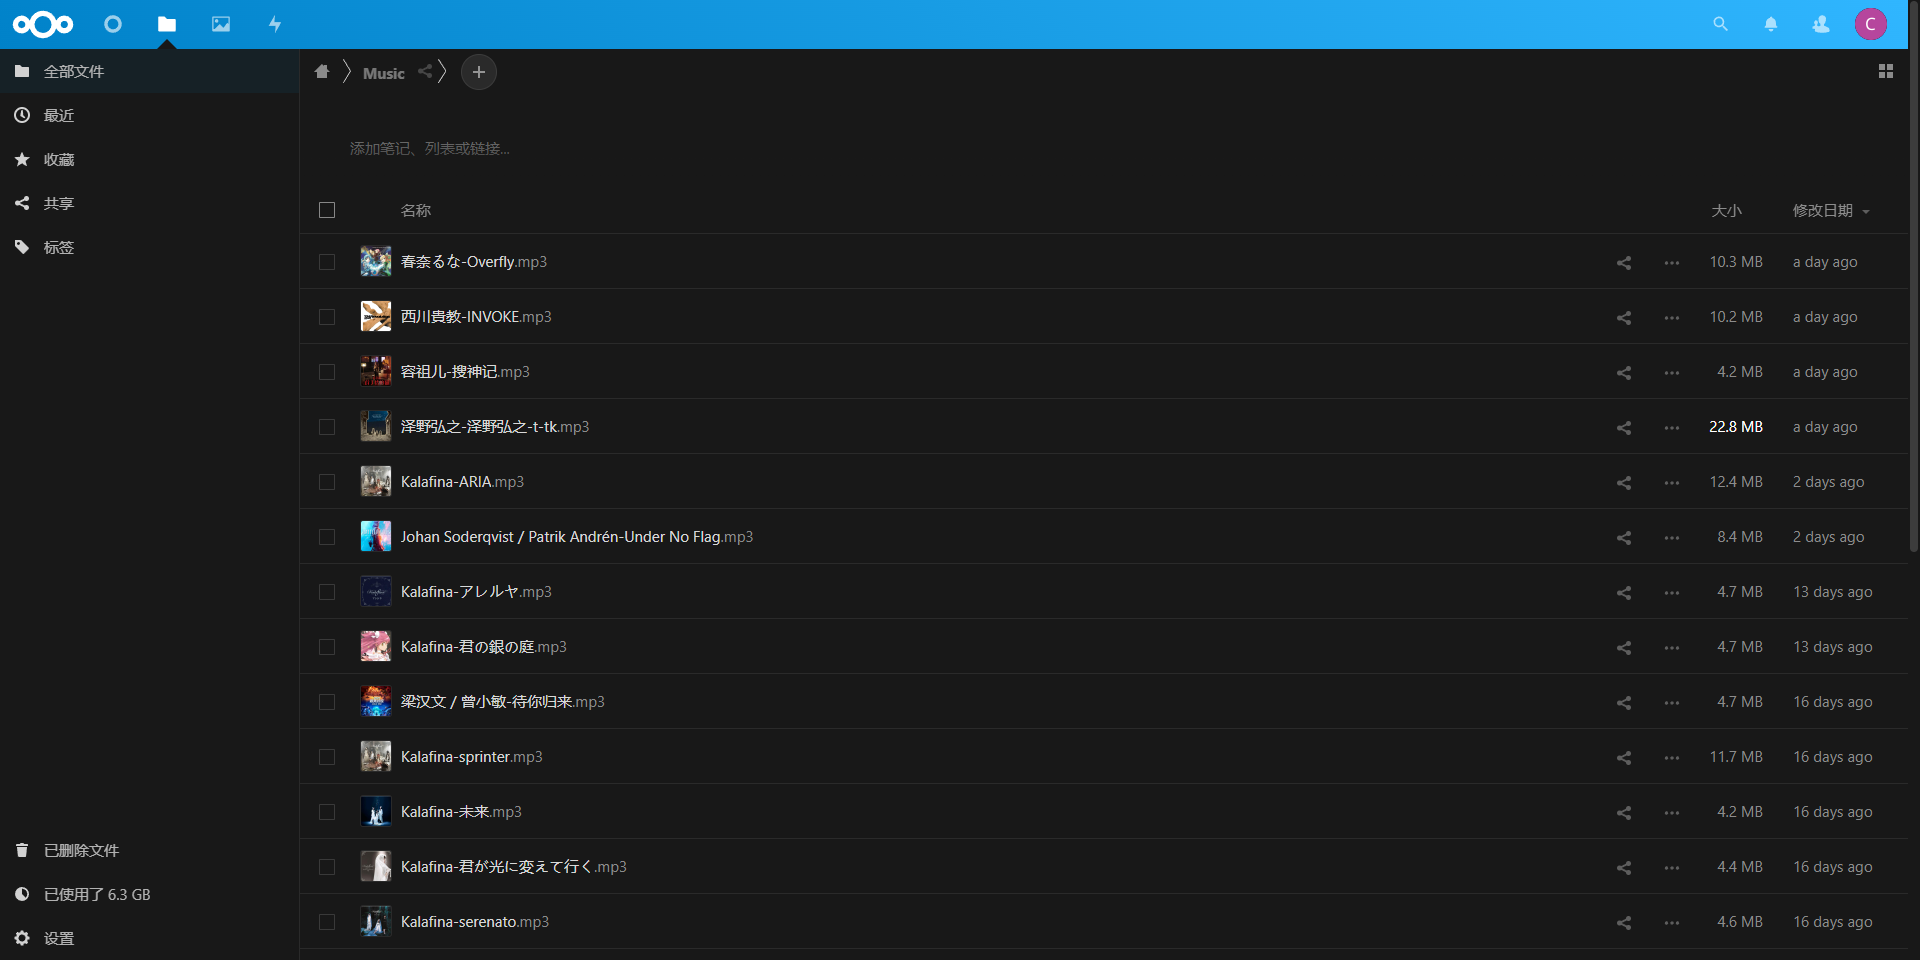 C
全部文件
最近
收藏
共享
标签
已删除文件
已使用了 6.3 GB
设置
Music
添加笔记、列表或链接...
名称 大小 修改日期
春奈るな-Overfly.mp3 10.3 MB a day ago
西川貴教-INVOKE.mp3 10.2 MB a day ago
容祖儿-搜神记.mp3 4.2 MB a day ago
泽野弘之-泽野弘之-t-tk.mp3 22.8 MB a day ago
Kalafina-ARIA.mp3 12.4 MB 2 days ago
Johan Soderqvist / Patrik Andrén-Under No Flag.mp3 8.4 MB 2 days ago
Kalafina-アレルヤ.mp3 4.7 MB 13 days ago
Kalafina-君の銀の庭.mp3 4.7 MB 13 days ago
梁汉文 / 曾小敏-待你归来.mp3 4.7 MB 16 days ago
Kalafina-sprinter.mp3 11.7 MB 16 days ago
Kalafina-未来.mp3 4.2 MB 16 days ago
Kalafina-君が光に変えて行く.mp3 4.4 MB 16 days ago
Kalafina-serenato.mp3 4.6 MB 16 days ago